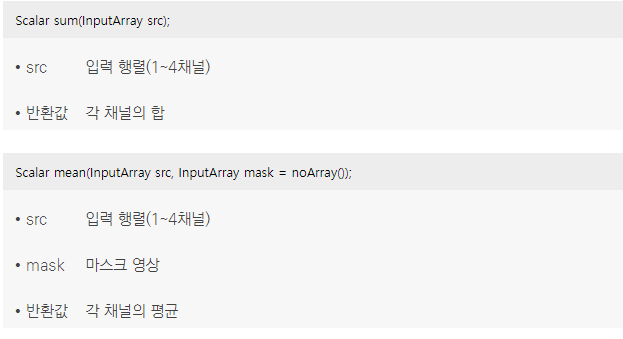 Scalar sum(InputArray src);
• src 입력 행렬(1~4채널)
• 반환값 각 채널의 합
Scalar mean(InputArray src, InputArray mask = noArray());
• src 입력 행렬(1~4채널)
• mask 마스크 영상
• 반환값 각 채널의 평균